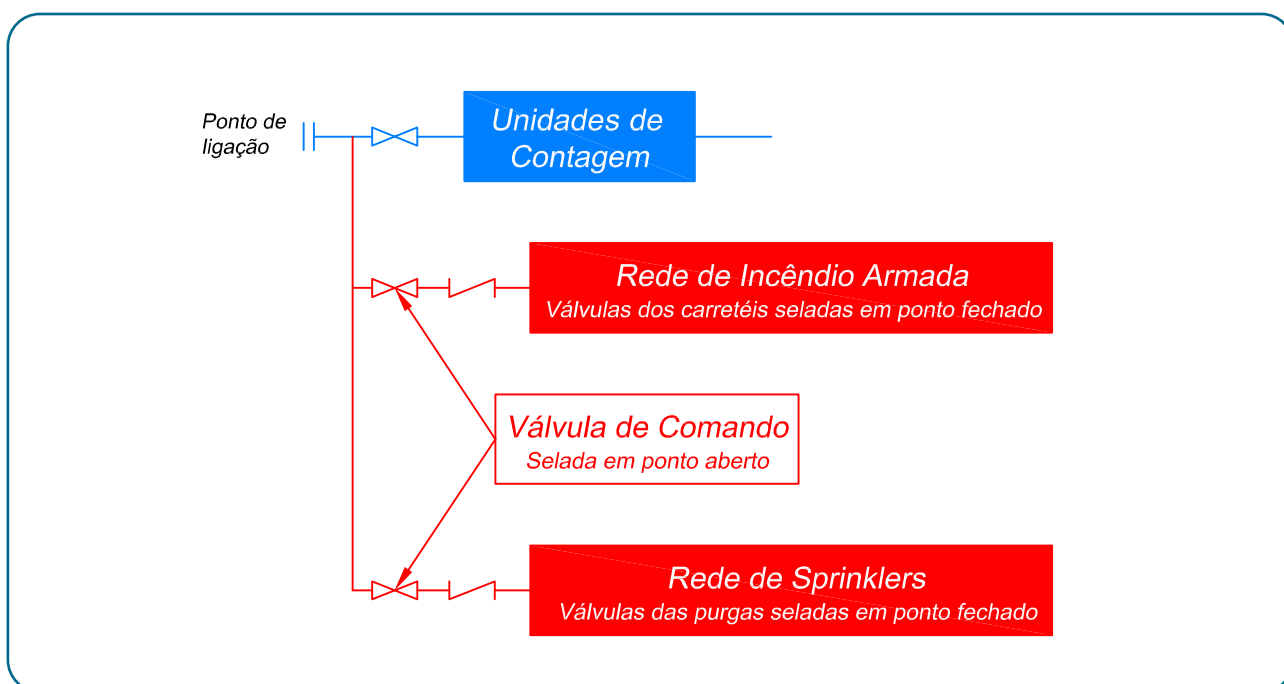 Ponto de
ligação
Unidades de
Contagem
Rede de Incêndio Armada
Válvulas dos carretéis seladas em ponto fechado
Válvula de Comando
Selada em ponto aberto
Rede de Sprinklers
Válvulas das purgas seladas em ponto fechado